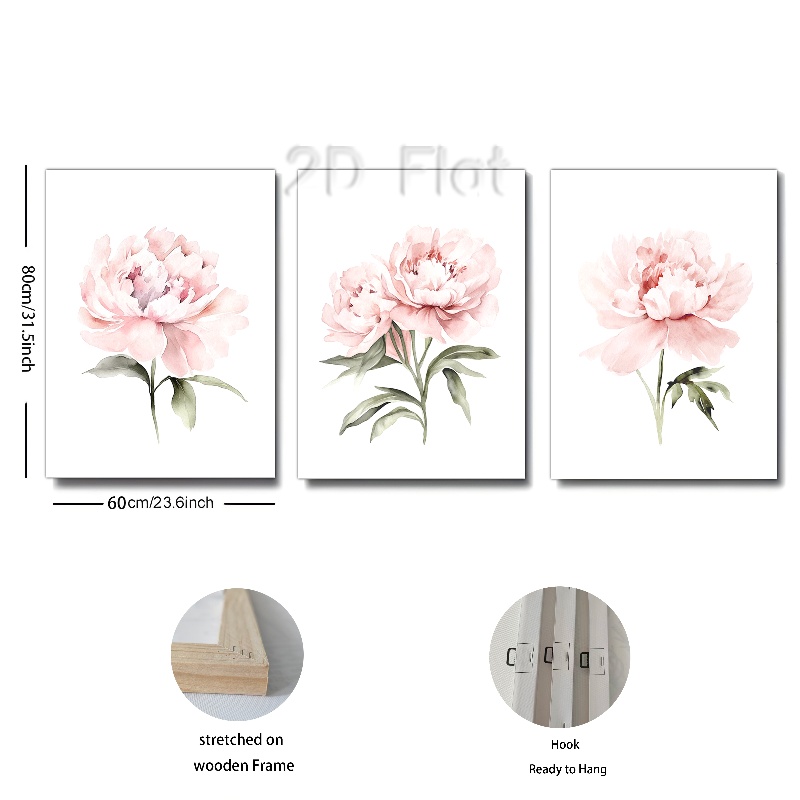 2D Flat
80cm/31.5inch
60cm/23.6inch
stretched on
wooden Frame
Hook
Ready to Hang